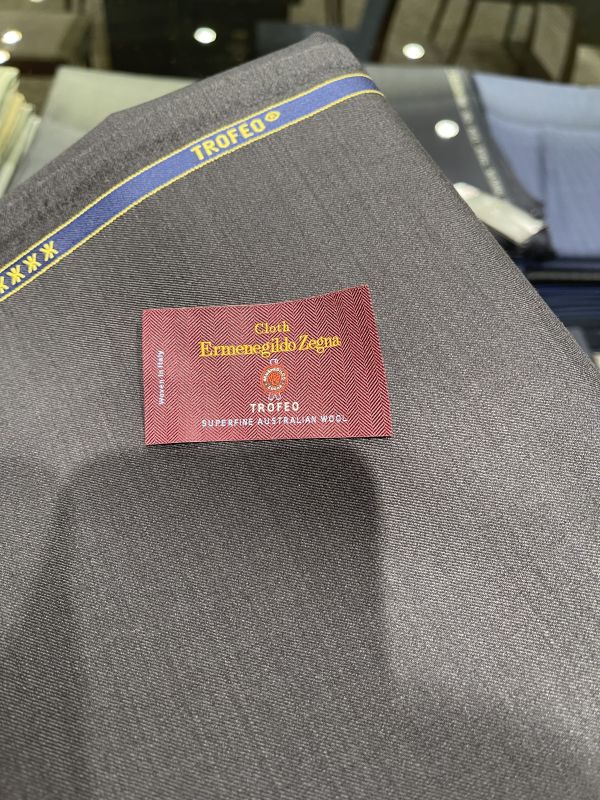 TROFEO®
Woven in Italy
Cloth
Ermenegildo Zegna
TROFEO
SUPERFINE AUSTRALIAN WOOL